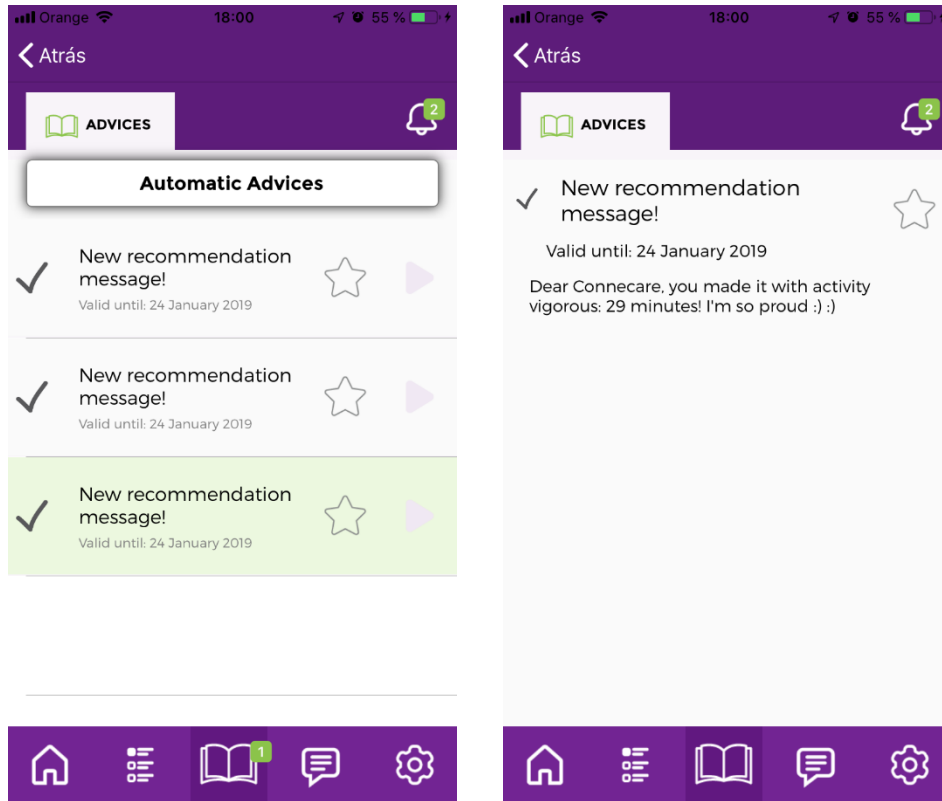 Orange 18:00 55 %
Atrás
ADVICES 2
Automatic Advices
New recommendation
message!
Valid until: 24 January 2019
New recommendation
message!
Valid until: 24 January 2019
New recommendation
message!
Valid until: 24 January 2019
1
Orange 18:00 55 %
Atrás
ADVICES 2
New recommendation
message!
Valid until: 24 January 2019
Dear Connecare, you made it with activity
vigorous: 29 minutes! I'm so proud :) :)